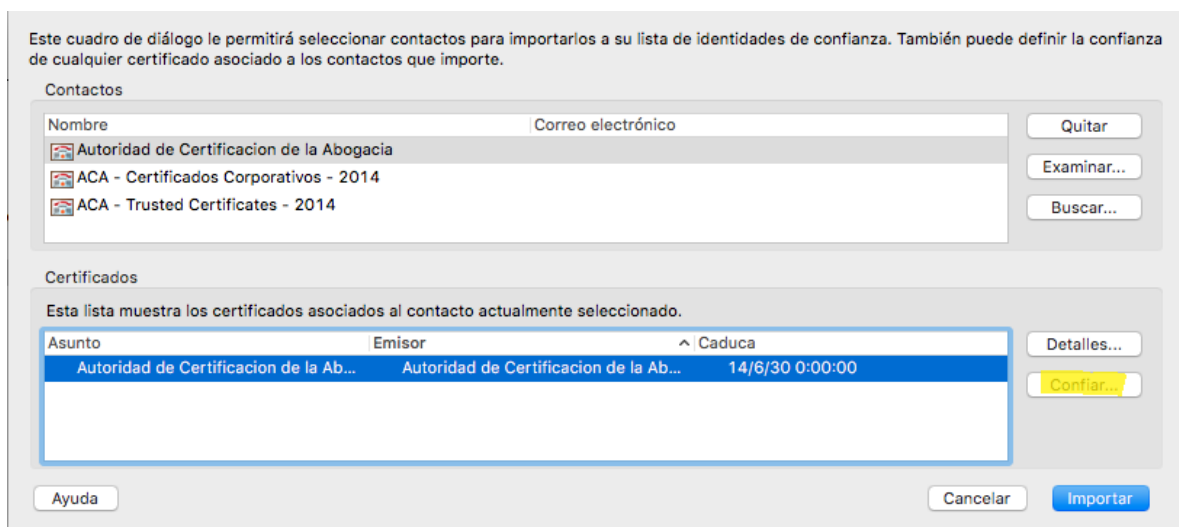 Este cuadro de diálogo le permitirá seleccionar contactos para importarlos a su lista de identidades de confianza. También puede definir la confianza
de cualquier certificado asociado a los contactos que importe.
Contactos
Nombre Correo electrónico
Quitar
Autoridad de Certificacion de la Abogacia
Examinar...
ACA - Certificados Corporativos - 2014
ACA - Trusted Certificates - 2014
Buscar...
Certificados
Esta lista muestra los certificados asociados al contacto actualmente seleccionado.
Asunto Emisor Caduca
Detalles...
Autoridad de Certificacion de la Ab... Autoridad de Certificacion de la Ab... 14/6/30 0:00:00
Confiar...
Ayuda Cancelar Importar